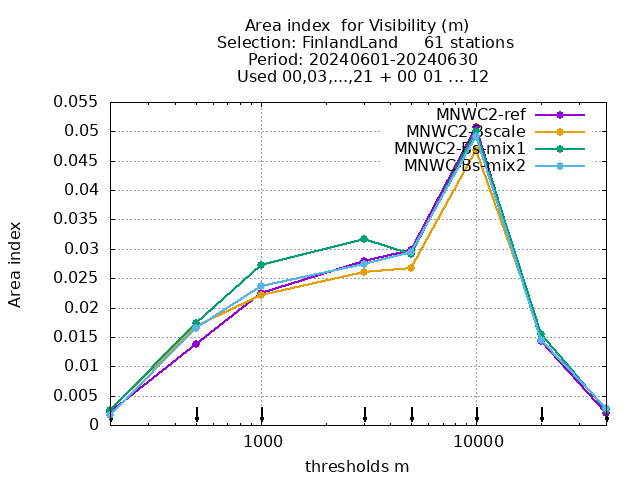 Area index  for Visibility (m)
Selection: FinlandLand     61 stations
Period: 20240601-20240630
Used 00,03,...,21 + 00 01 ... 12
0.055
0.05
0.045
0.04
0.035
0.03
0.025
0.02
0.015
0.01
0.005
0
Area index
MNWC2-ref
MNWC2-Bscale
MNWC2-Bs-mix1
MNWC-Bs-mix2
1000
10000
thresholds m